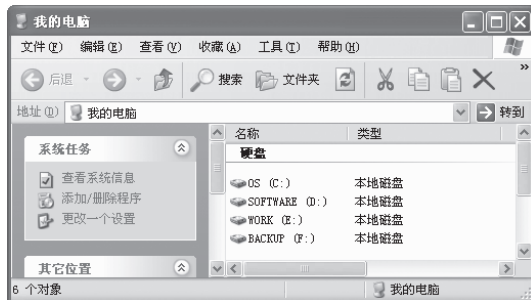 我的电脑
文件(F) 编辑(E) 查看(V) 收藏(A) 工具(T) 帮助(H)
后退 搜索 文件夹 »
地址(D) 我的电脑 转到
系统任务
查看系统信息
添加/删除程序
更改一个设置
其它位置
名称 类型
硬盘
OS (C:) 本地磁盘
SOFTWARE (D:) 本地磁盘
WORK (E:) 本地磁盘
BACKUP (F:) 本地磁盘
6 个对象 我的电脑